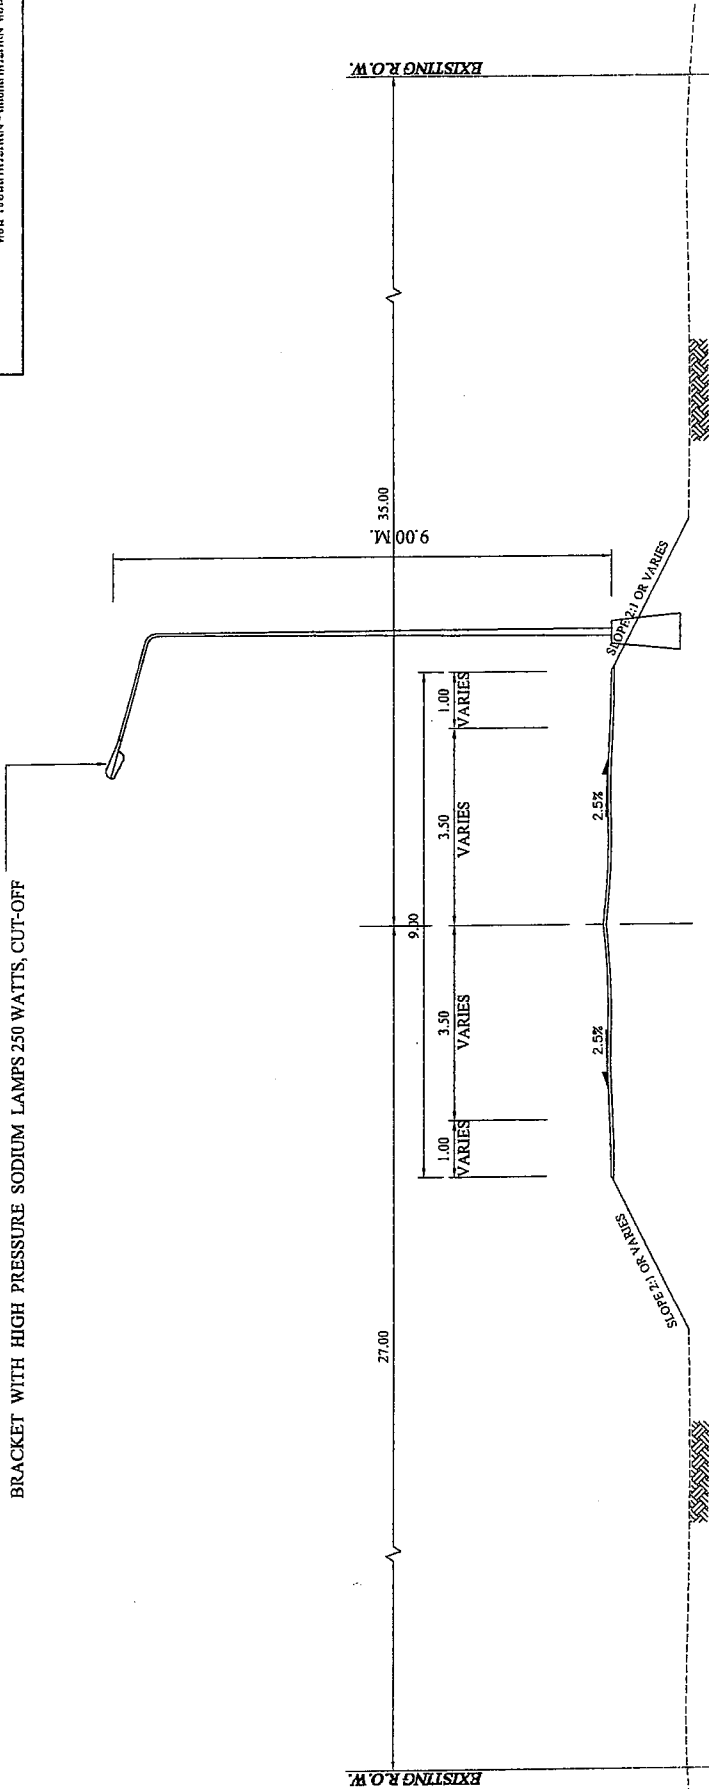 EXISTING R.O.W.
BRACKET WITH HIGH PRESSURE SODIUM LAMPS 250 WATTS, CUT-OFF
35.00
9.00 M.
SLOPE 2:1 OR VARIES
1.00
VARIES
3.50
VARIES
2.5%
9.00
3.50
VARIES
2.5%
1.00
VARIES
SLOPE 2:1 OR VARIES
27.00
EXISTING R.O.W.